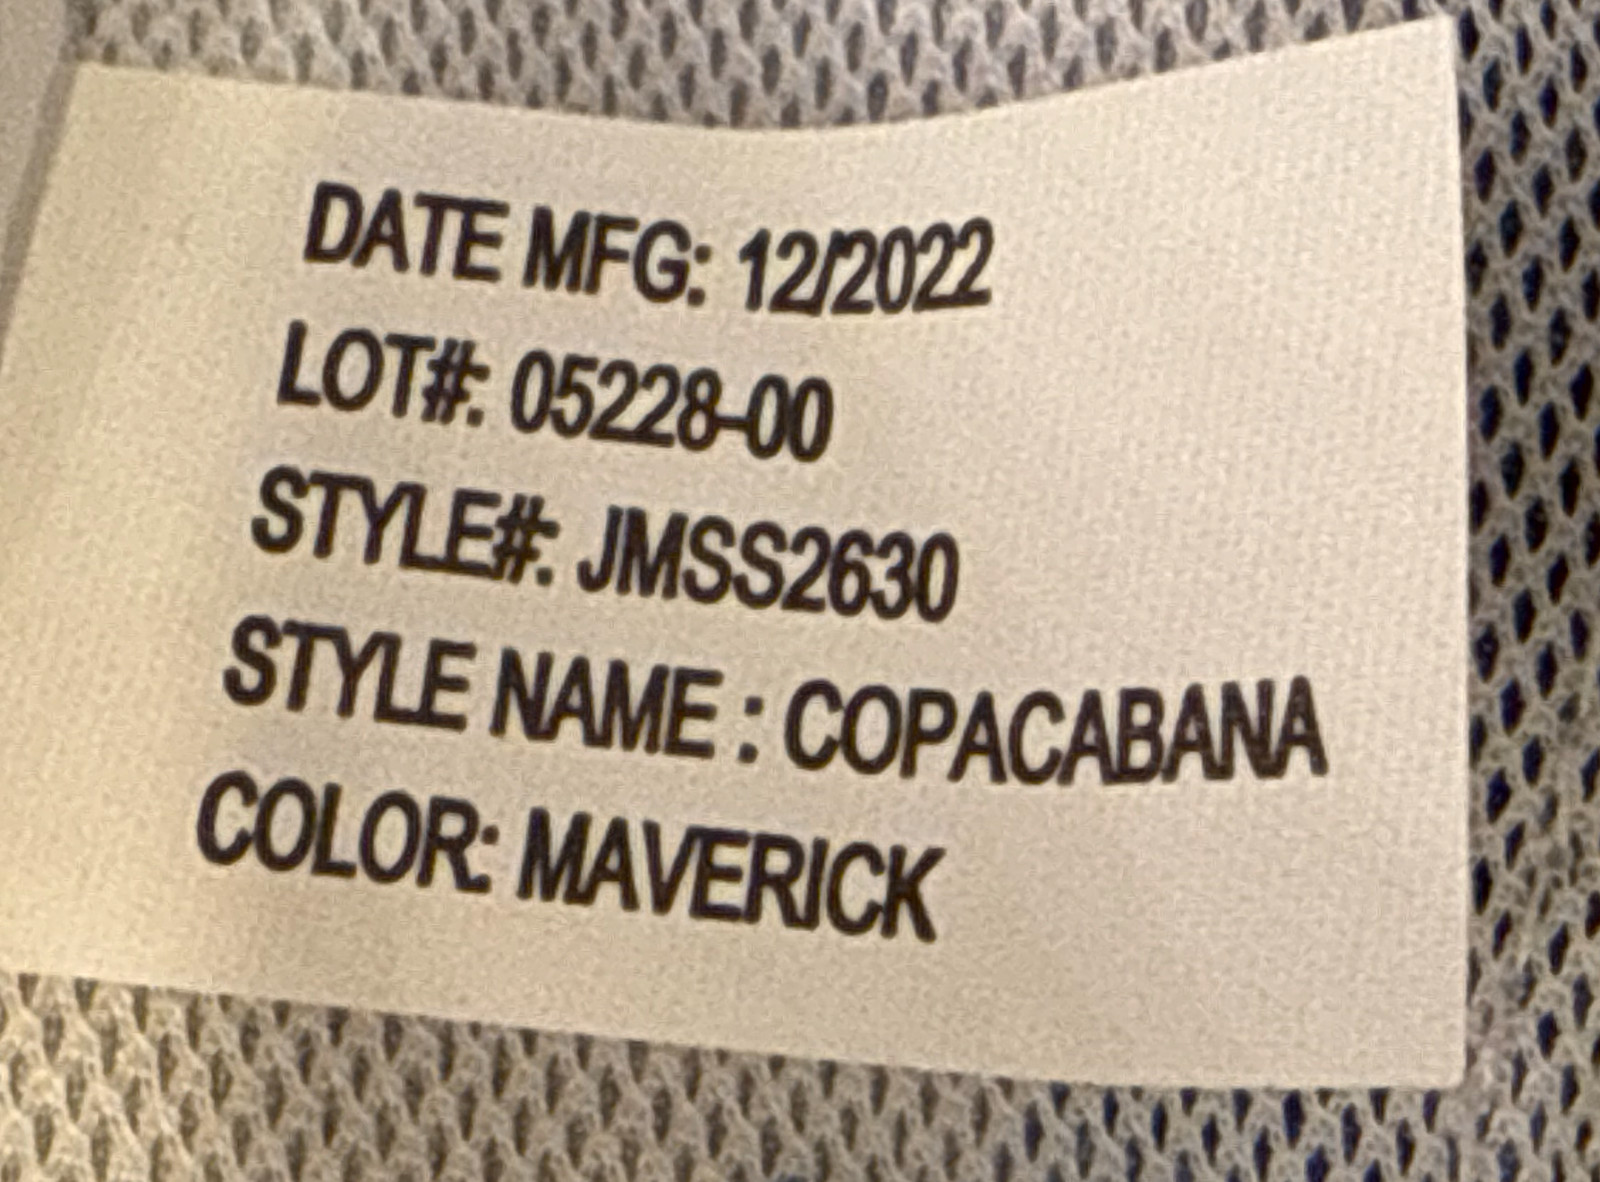 DATE MFG: 12/2022
LOT#: 05228-00
STYLE#: JMSS2630
STYLE NAME : COPACABANA
COLOR: MAVERICK